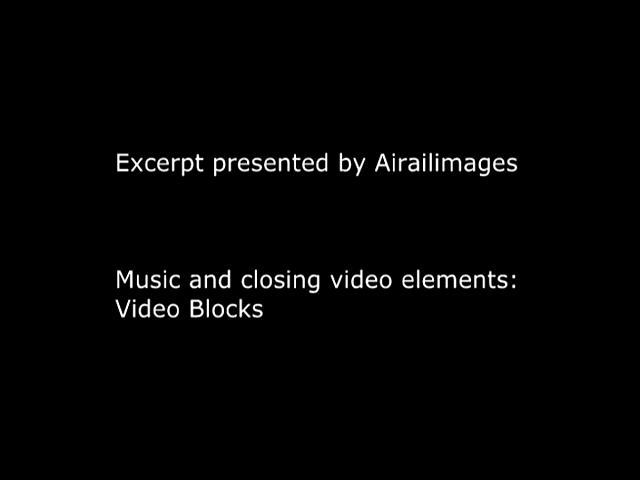 Excerpt presented by Airailimages
Music and closing video elements:
Video Blocks